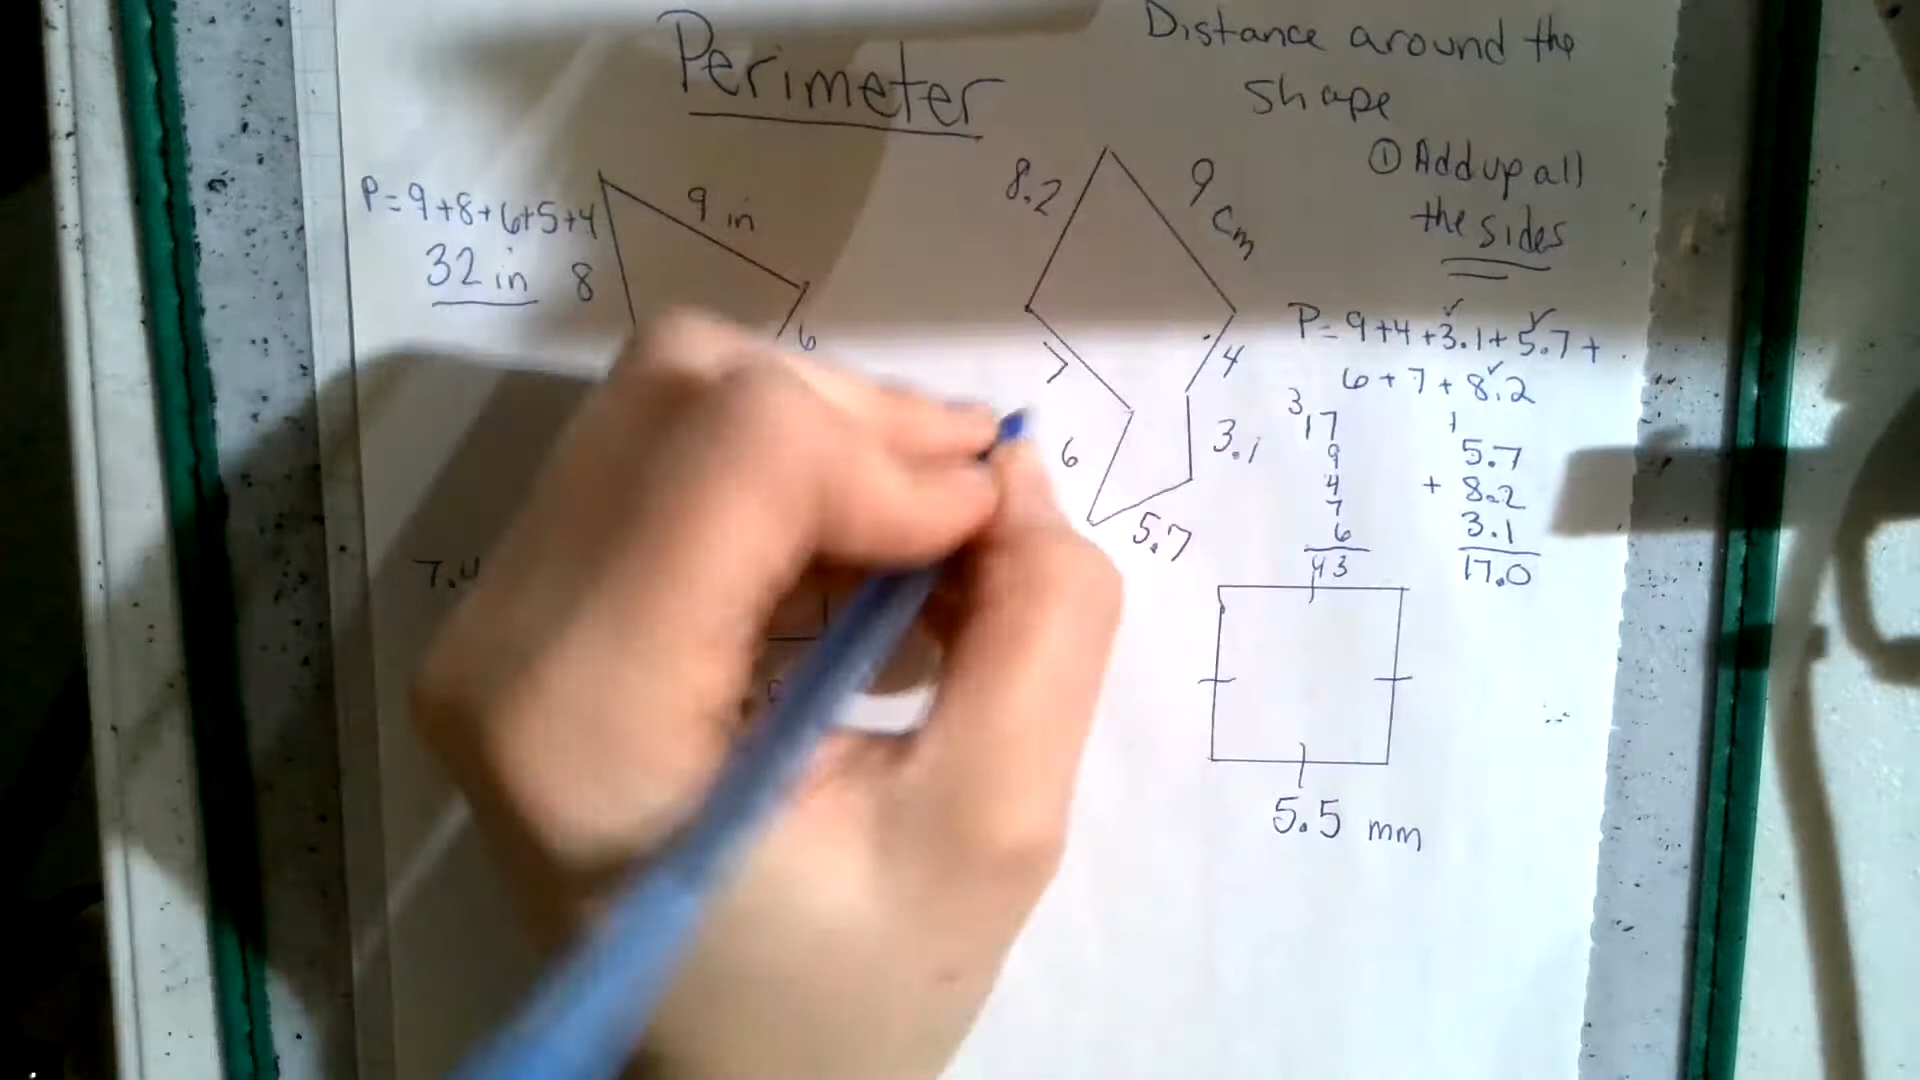 Perimeter
Distance around the
shape
① Add up all
the sides
P=9+8+6+5+4
32 in
9 in
8
6
8.2
9 cm
7
4
6
3.1
5.7
P=9+4+3.1+5.7+
6+7+8.2
3
17
9
4
7
6
43
1
5.7
+ 8.2
3.1
17.0
5.5 mm